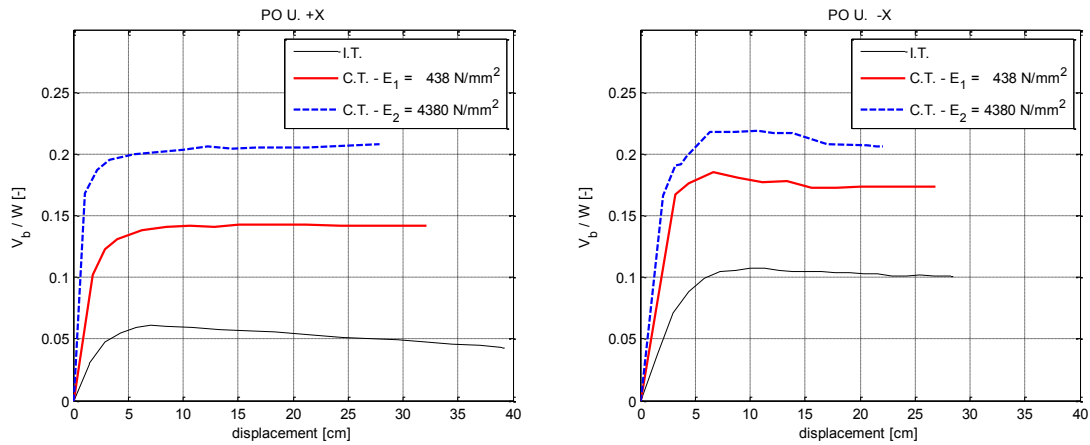 PO U. +X
I.T.
C.T. - E1 = 438 N/mm2
C.T. - E2 = 4380 N/mm2
0.25
0.2
0.15
0.1
0.05
0
0 5 10 15 20 25 30 35 40
Vb / W [-]
displacement [cm]
PO U. -X
I.T.
C.T. - E1 = 438 N/mm2
C.T. - E2 = 4380 N/mm2
0.25
0.2
0.15
0.1
0.05
0
0 5 10 15 20 25 30 35 40
Vb / W [-]
displacement [cm]